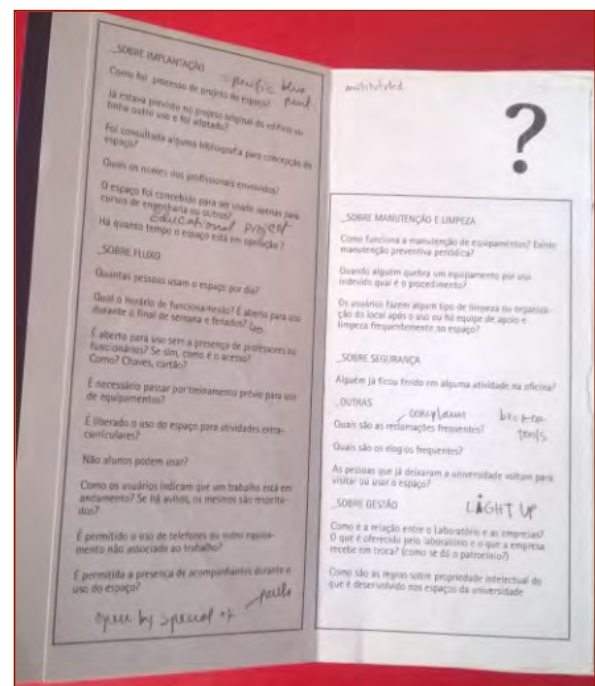 _SOBRE IMPLANTAÇÃO
Como foi processo de projeto do espaço?
Já estava previsto no projeto original do edifício ou
tinha outro uso e foi adotado?
Foi consultada alguma bibliografia para concepção do
espaço?
Quais os nomes dos profissionais envolvidos?
O espaço foi concebido para ser usado apenas para
cursos de engenharia ou outros?
Educational project
Há quanto tempo o espaço está em operação ?
_SOBRE FLUXO
Quantas pessoas usam o espaço por dia?
Qual o horário de funcionamento? É aberto para uso
durante o final de semana e feriados?
É aberto para uso sem a presença de professores ou
funcionários? Se sim, como é o acesso?
Como? Chaves, cartão?
É necessário passar por treinamento prévio para uso
de equipamentos?
É liberado o uso do espaço para atividades extra-
curriculares?
Não alunos podem usar?
Como os usuários indicam que um trabalho está em
andamento? Se há avisos, os mesmos são respeita-
dos?
É permitido o uso de telefones ou outro equipa-
mento não associado ao trabalho?
É permitida a presença de acompanhantes durante o
uso do espaço?
open by special
?
_SOBRE MANUTENÇÃO E LIMPEZA
Como funciona a manutenção de equipamentos? Existe
manutenção preventiva periódica?
Quando alguém quebra um equipamento por uso
indevido qual é o procedimento?
Os usuários fazem algum tipo de limpeza ou organiza-
ção do local após o uso ou há equipe de apoio e
limpeza frequentemente no espaço?
_SOBRE SEGURANÇA
Alguém já ficou ferido em alguma atividade na oficina?
_OUTRAS
complains broken
Quais são as reclamações frequentes? tools
Quais são os elogios frequentes?
As pessoas que já deixaram a universidade voltam para
visitar ou usar o espaço?
_SOBRE GESTÃO LIGHT UP
Como é a relação entre o Laboratório e as empresas?
O que é oferecido pelo laboratório e o que a empresa
recebe em troca? (como se dá o patrocínio?)
Como são as regras sobre propriedade intelectual do
que é desenvolvido nos espaços da universidade